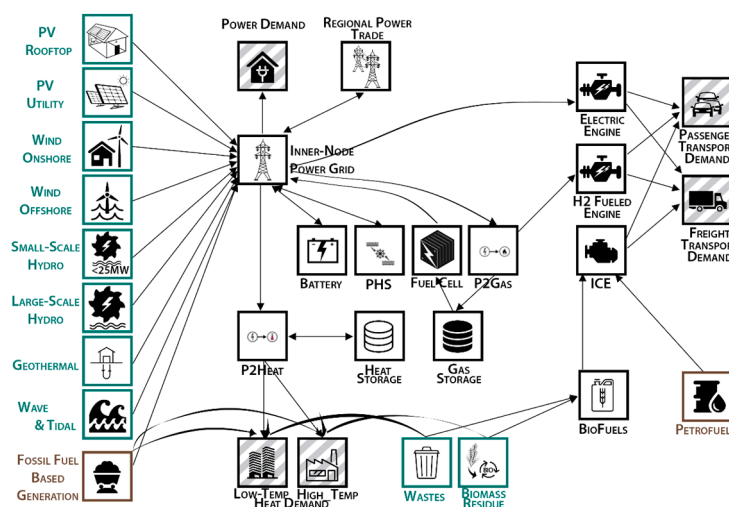 Power Demand
Regional Power
Trade
PV
Rooftop
PV
Utility
Wind
Onshore
Wind
Offshore
Small-Scale
Hydro
<25MW
Large-Scale
Hydro
Geothermal
Wave
& Tidal
Fossil Fuel
Based
Generation
Inner-Node
Power Grid
Battery
PHS
Fuel Cell
P2Gas
P2Heat
Heat
Storage
Gas
Storage
Electric
Engine
H2 Fueled
Engine
ICE
Passenge
Transport
Demand
Freight
Transport
Demand
BioFuels
Petrofuel
Low-Temp
High_Temp
Heat Demand
Wastes
BIO
Biomass
Residue